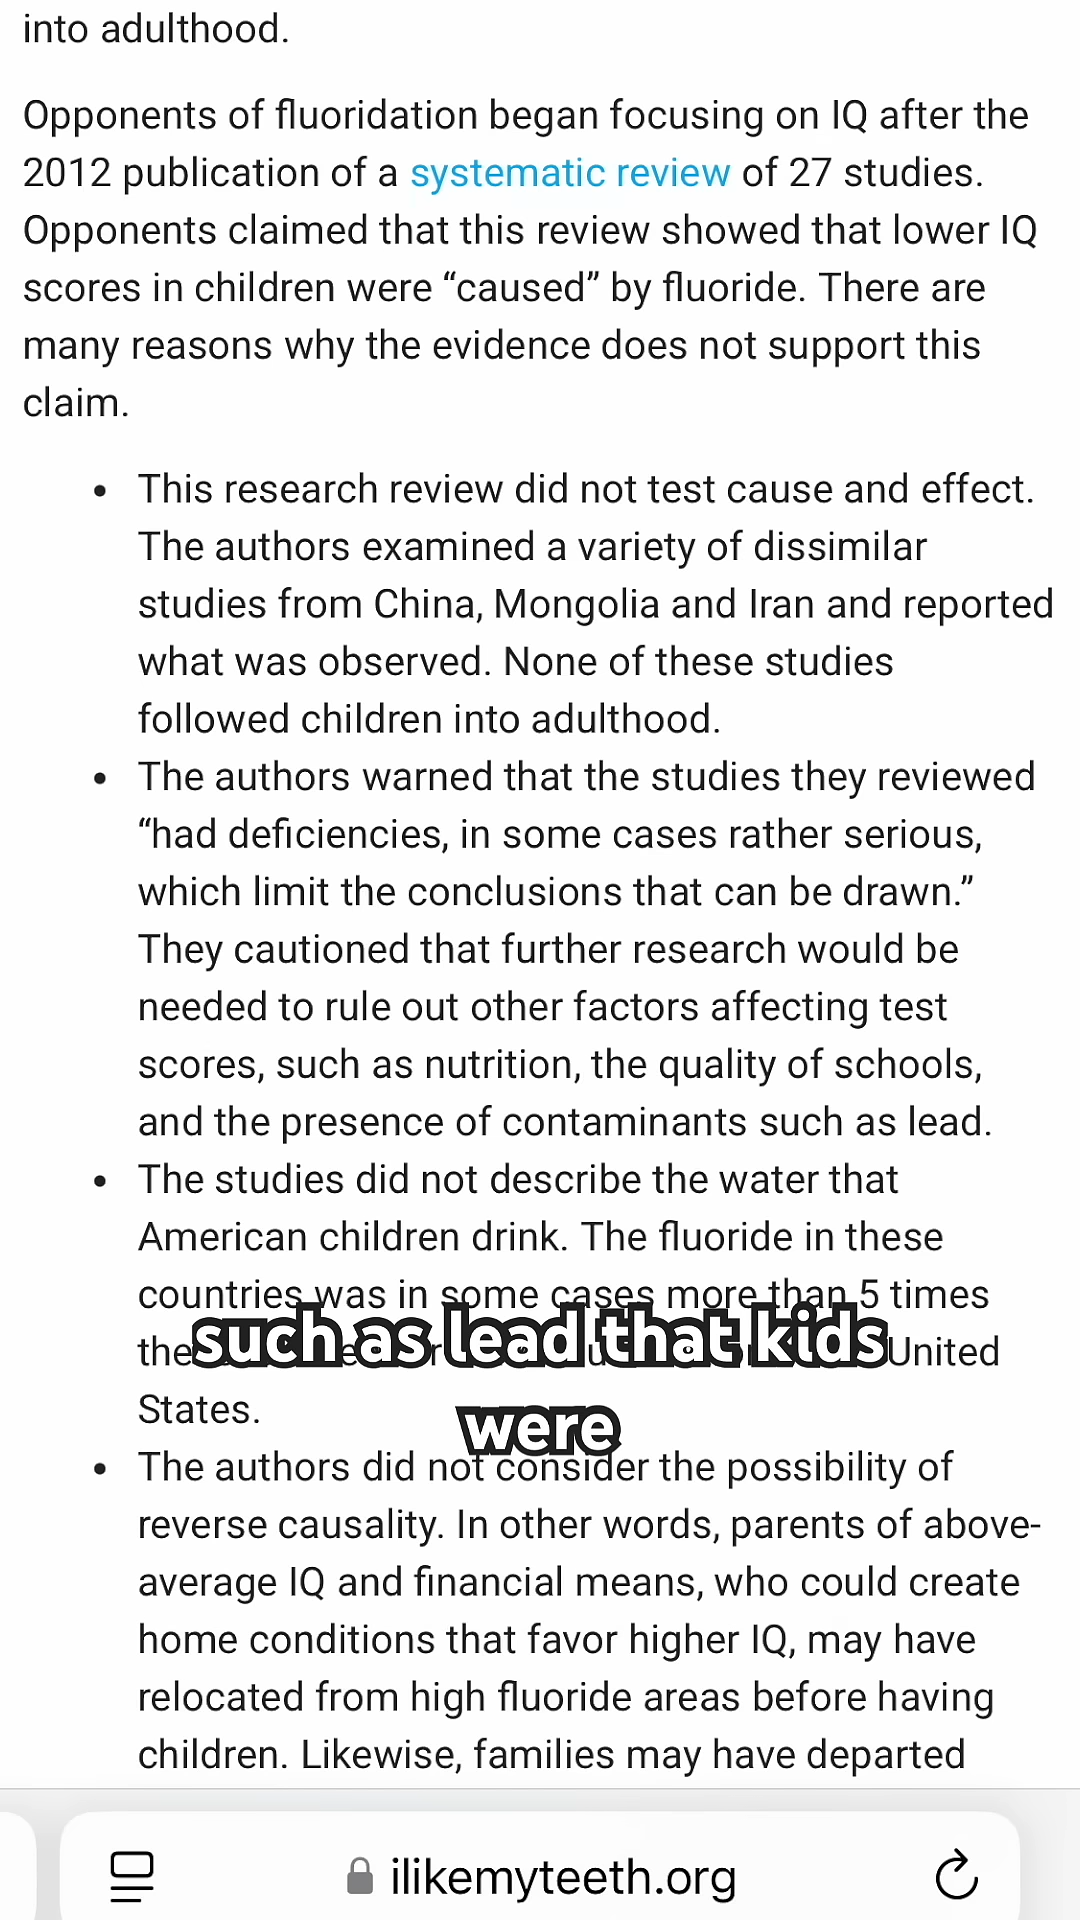 into adulthood.
Opponents of fluoridation began focusing on IQ after the
2012 publication of a systematic review of 27 studies.
Opponents claimed that this review showed that lower IQ
scores in children were “caused” by fluoride. There are
many reasons why the evidence does not support this
claim.
• This research review did not test cause and effect.
The authors examined a variety of dissimilar
studies from China, Mongolia and Iran and reported
what was observed. None of these studies
followed children into adulthood.
• The authors warned that the studies they reviewed
“had deficiencies, in some cases rather serious,
which limit the conclusions that can be drawn.”
They cautioned that further research would be
needed to rule out other factors affecting test
scores, such as nutrition, the quality of schools,
and the presence of contaminants such as lead.
• The studies did not describe the water that
American children drink. The fluoride in these
countries was in some cases more than 5 times
the United
such as lead that kids
were
States.
• The authors did not consider the possibility of
reverse causality. In other words, parents of above-
average IQ and financial means, who could create
home conditions that favor higher IQ, may have
relocated from high fluoride areas before having
children. Likewise, families may have departed
ilikemyteeth.org